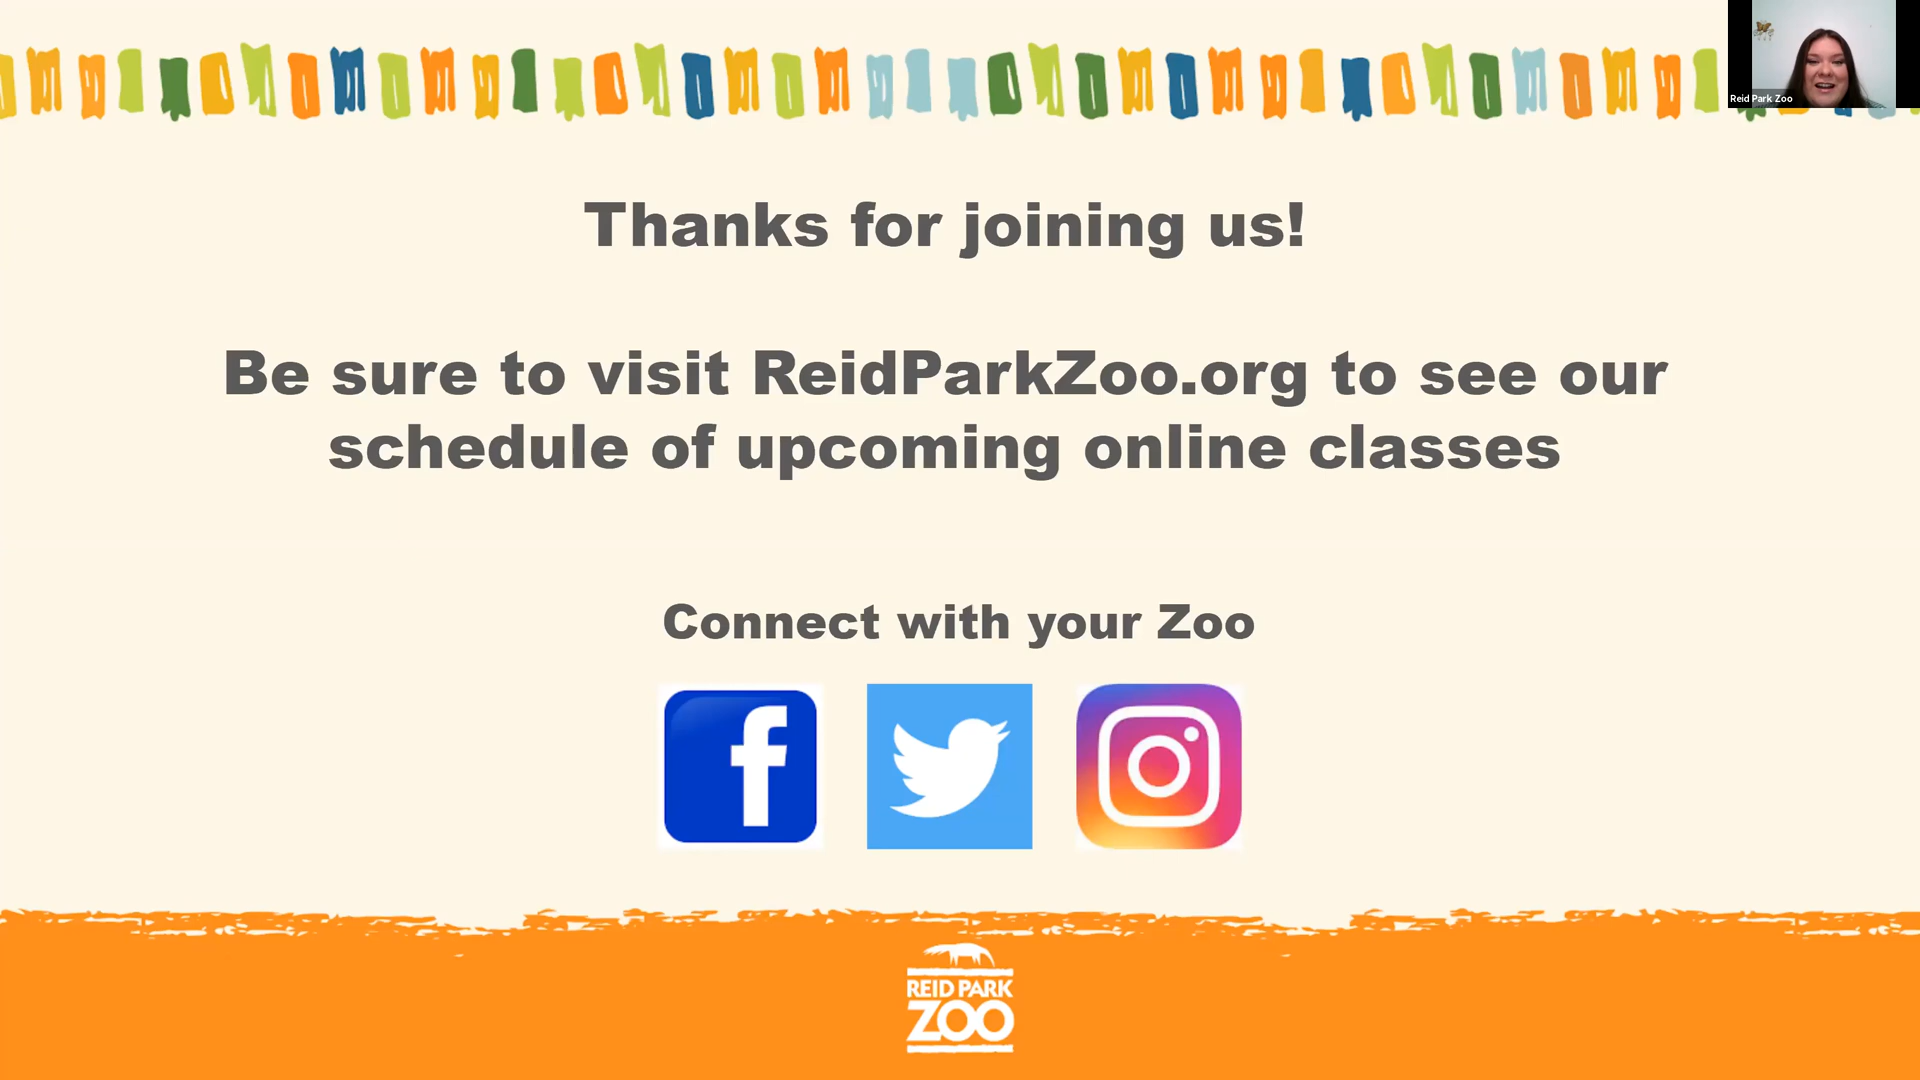 Reid Park Zoo
Thanks for joining us!
Be sure to visit ReidParkZoo.org to see our
schedule of upcoming online classes
Connect with your Zoo
REID PARK
ZOO